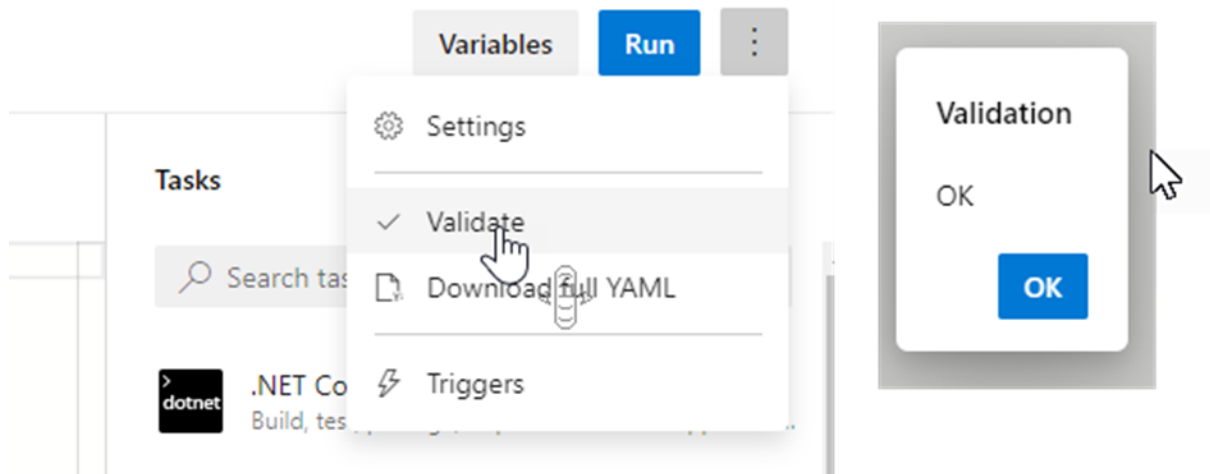 Variables
Run
Settings
Tasks
Validate
Search tas
Download full YAML
>
dotnet
.NET Co
Triggers
Build, tes
Validation
OK
OK